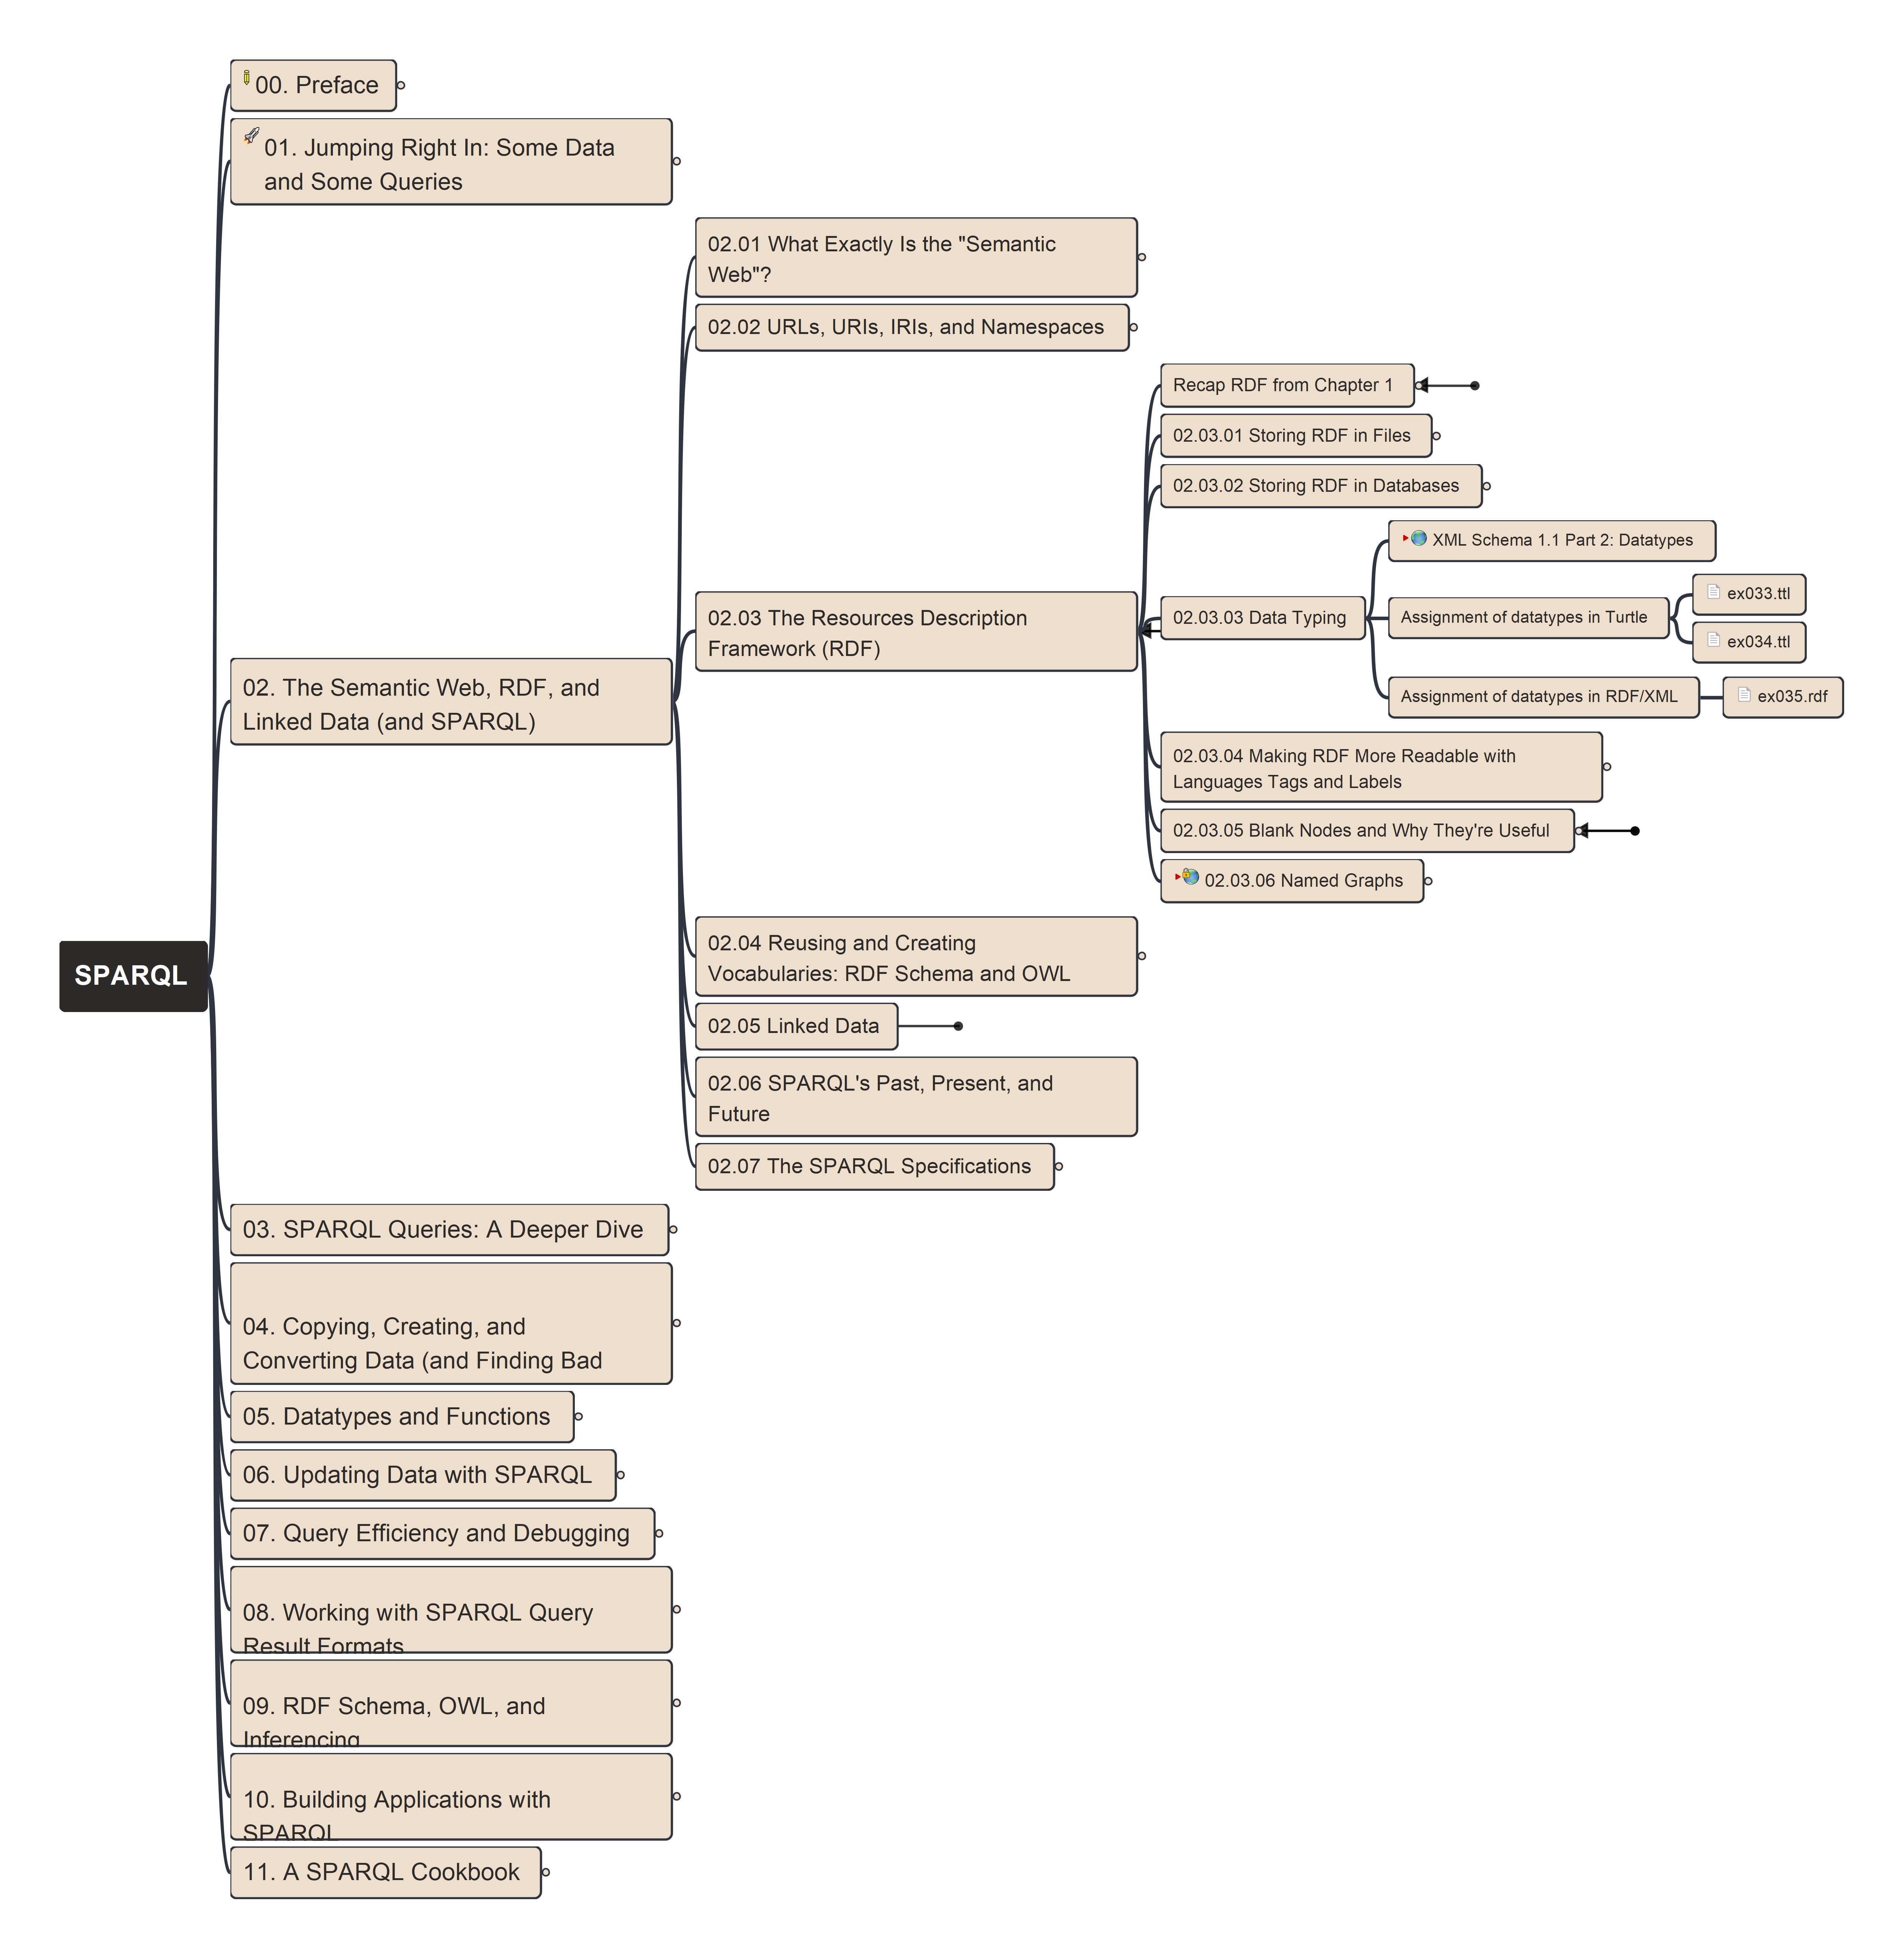 SPARQL
00. Preface
01. Jumping Right In: Some Data
and Some Queries
02. The Semantic Web, RDF, and
Linked Data (and SPARQL)
02.01 What Exactly Is the "Semantic
Web"?
02.02 URLs, URIs, IRIs, and Namespaces
02.03 The Resources Description
Framework (RDF)
Recap RDF from Chapter 1
02.03.01 Storing RDF in Files
02.03.02 Storing RDF in Databases
02.03.03 Data Typing
XML Schema 1.1 Part 2: Datatypes
Assignment of datatypes in Turtle
ex033.ttl
ex034.ttl
Assignment of datatypes in RDF/XML
ex035.rdf
02.03.04 Making RDF More Readable with
Languages Tags and Labels
02.03.05 Blank Nodes and Why They're Useful
02.03.06 Named Graphs
02.04 Reusing and Creating
Vocabularies: RDF Schema and OWL
02.05 Linked Data
02.06 SPARQL's Past, Present, and
Future
02.07 The SPARQL Specifications
03. SPARQL Queries: A Deeper Dive
04. Copying, Creating, and
Converting Data (and Finding Bad
05. Datatypes and Functions
06. Updating Data with SPARQL
07. Query Efficiency and Debugging
08. Working with SPARQL Query
Result Formats
09. RDF Schema, OWL, and
Inferencing
10. Building Applications with
SPARQL
11. A SPARQL Cookbook